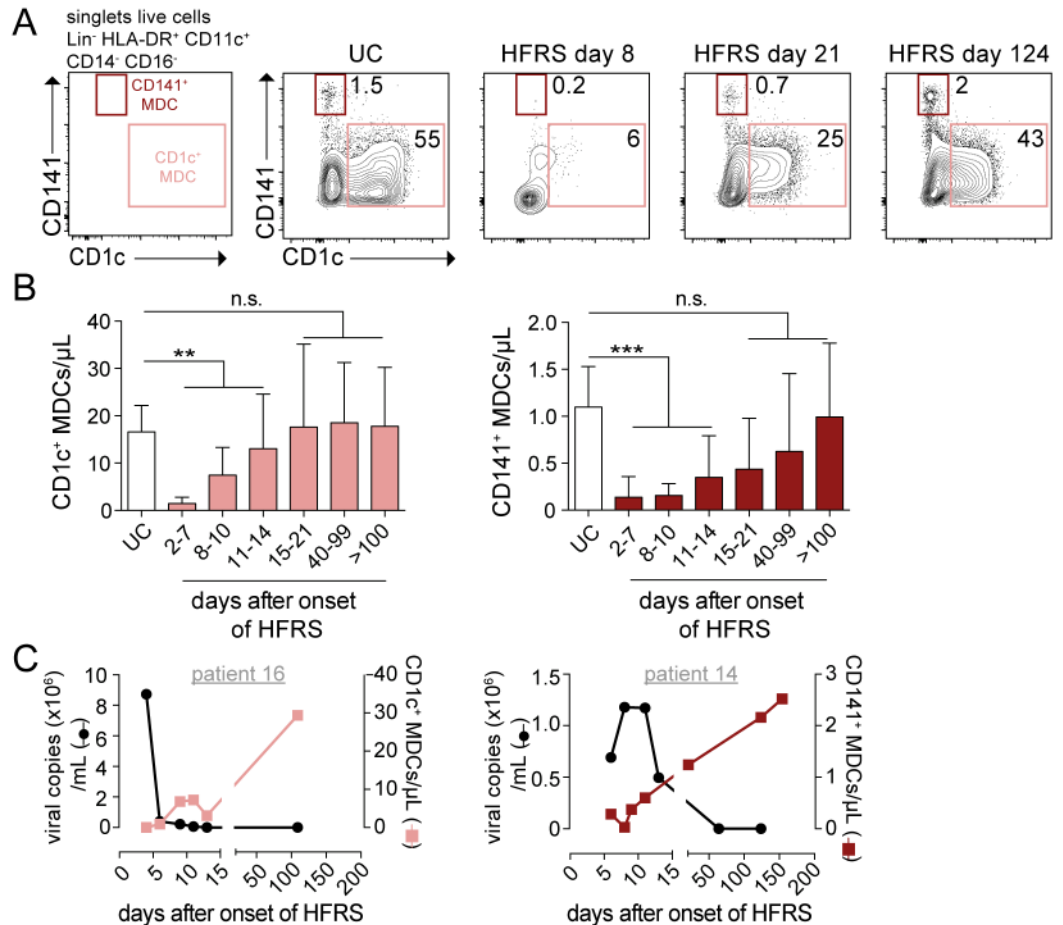 A
singlets live cells
Lin⁻ HLA-DR⁺ CD11c⁺
CD14⁻ CD16⁻
CD141⁺
MDC
CD1c⁺
MDC
CD141
CD1c
UC
1.5
55
CD141
CD1c
HFRS day 8
0.2
6
HFRS day 21
0.7
25
HFRS day 124
2
43
B
n.s.
**
CD1c⁺ MDCs/μL
40
30
20
10
0
UC
2-7
8-10
11-14
15-21
40-99
>100
days after onset
of HFRS
n.s.
***
CD141⁺ MDCs/μL
2.0
1.5
1.0
0.5
0
UC
2-7
8-10
11-14
15-21
40-99
>100
days after onset
of HFRS
C
patient 16
viral copies (x10⁶)
/mL ( )
10
8
6
4
2
0
CD1c⁺ MDCs/μL ( )
40
30
20
10
0
0 5 10 15 50 100 150 200
days after onset of HFRS
patient 14
viral copies (x10⁶)
/mL ( )
1.5
1.0
0.5
0
CD141⁺ MDCs/μL ( )
3
2
1
0
0 5 10 15 50 100 150 200
days after onset of HFRS